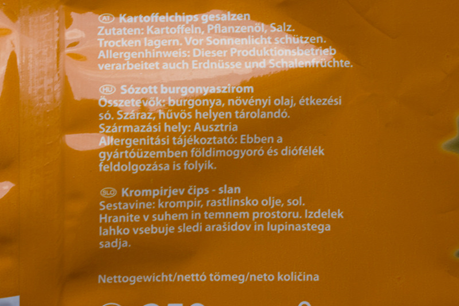 AT Kartoffelchips gesalzen
Zutaten: Kartoffeln, Pflanzenöl, Salz.
Trocken lagern. Vor Sonnenlicht schützen.
Allergenhinweis: Dieser Produktionsbetrieb
verarbeitet auch Erdnüsse und Schalenfrüchte.
HU Sózott burgonyaszirom
Összetevők: burgonya, növényi olaj, étkezési
só. Száraz, hűvös helyen tárolandó.
Származási hely: Ausztria
Allergenitási tájékoztató: Ebben a
gyártóüzemben földimogyoró és diófélék
feldolgozása is folyik.
SLO Krompirjev čips - slan
Sestavine: krompir, rastlinsko olje, sol.
Hranite v suhem in temnem prostoru. Izdelek
lahko vsebuje sledi arašidov in lupinastega
sadja.
Nettogewicht/nettó tömeg/neto količina